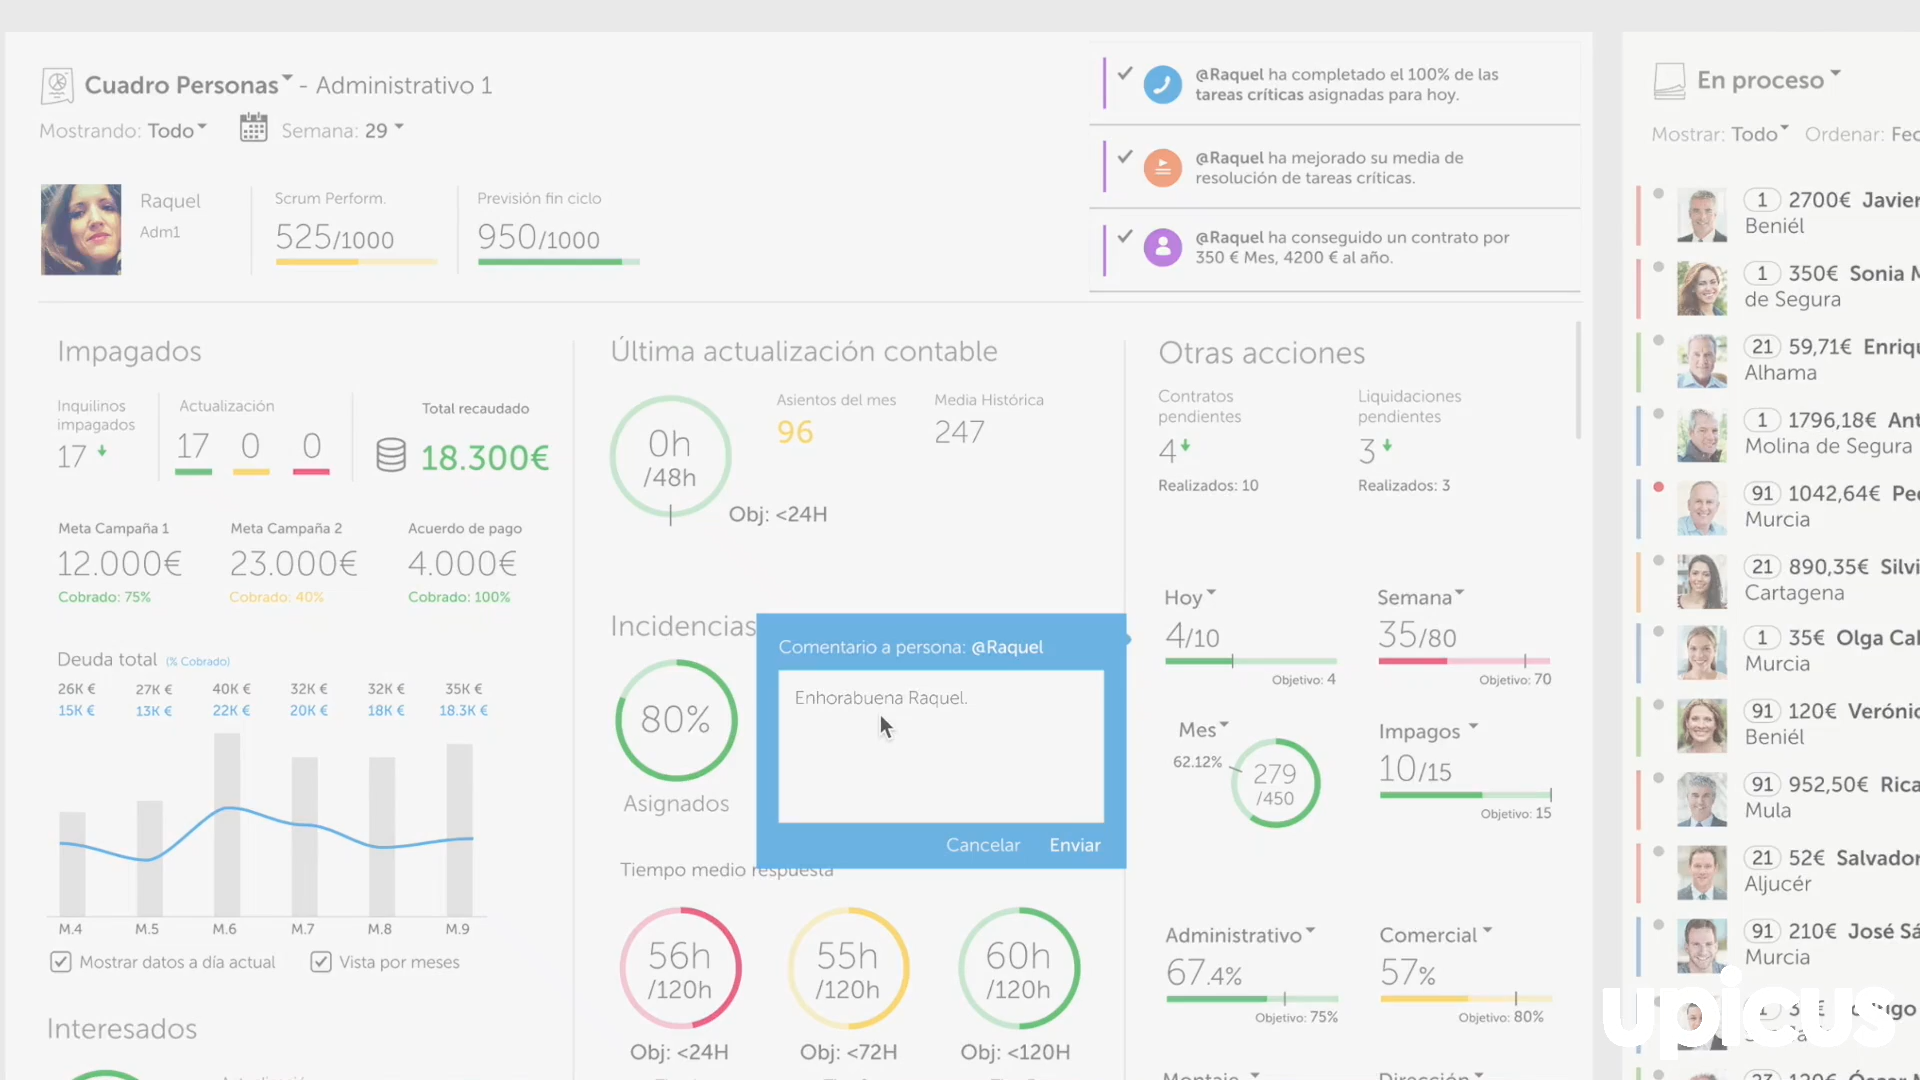 Cuadro Personas - Administrativo 1
Mostrando: Todo
Semana: 29
Raquel
Adm1
Scrum Perform.
525/1000
Previsión fin ciclo
950/1000
@Raquel ha completado el 100% de las
tareas críticas asignadas para hoy.
@Raquel ha mejorado su media de
resolución de tareas críticas.
@Raquel ha conseguido un contrato por
350 € Mes, 4200 € al año.
Impagados
Inquilinos
impagados
17
Actualización
17 0 0
Total recaudado
18.300€
Meta Campaña 1
12.000€
Cobrado: 75%
Meta Campaña 2
23.000€
Cobrado: 40%
Acuerdo de pago
4.000€
Cobrado: 100%
Deuda total (% Cobrado)
26K € 27K € 40K € 32K € 32K € 35K €
15K € 13K € 22K € 20K € 18K € 18.3K €
M.4 M.5 M.6 M.7 M.8 M.9
Mostrar datos a día actual
Vista por meses
Interesados
Última actualización contable
0h
/48h
Asientos del mes
96
Media Histórica
247
Obj: <24H
Incidencias
80%
Asignados
Comentario a persona: @Raquel
Enhorabuena Raquel.
Cancelar Enviar
Tiempo medio respuesta
56h
/120h
Obj: <24H
55h
/120h
Obj: <72H
60h
/120h
Obj: <120H
Otras acciones
Contratos
pendientes
4
Realizados: 10
Liquidaciones
pendientes
3
Realizados: 3
Hoy
4/10
Objetivo: 4
Semana
35/80
Objetivo: 70
Mes
62.12%
279
/450
Impagos
10/15
Objetivo: 15
Administrativo
67.4%
Objetivo: 75%
Comercial
57%
Objetivo: 80%
Montaje
Dirección
En proceso
Mostrar: Todo Ordenar: Fec
1 2700€ Javier
Beniél
1 350€ Sonia M
de Segura
21 59,71€ Enriqu
Alhama
1 1796,18€ Ant
Molina de Segura
91 1042,64€ Pe
Murcia
21 890,35€ Silvi
Cartagena
1 35€ Olga Cal
Murcia
91 120€ Veróni
Beniél
91 952,50€ Rica
Mula
21 52€ Salvador
Aljucér
91 210€ José Sá
Murcia
upicus